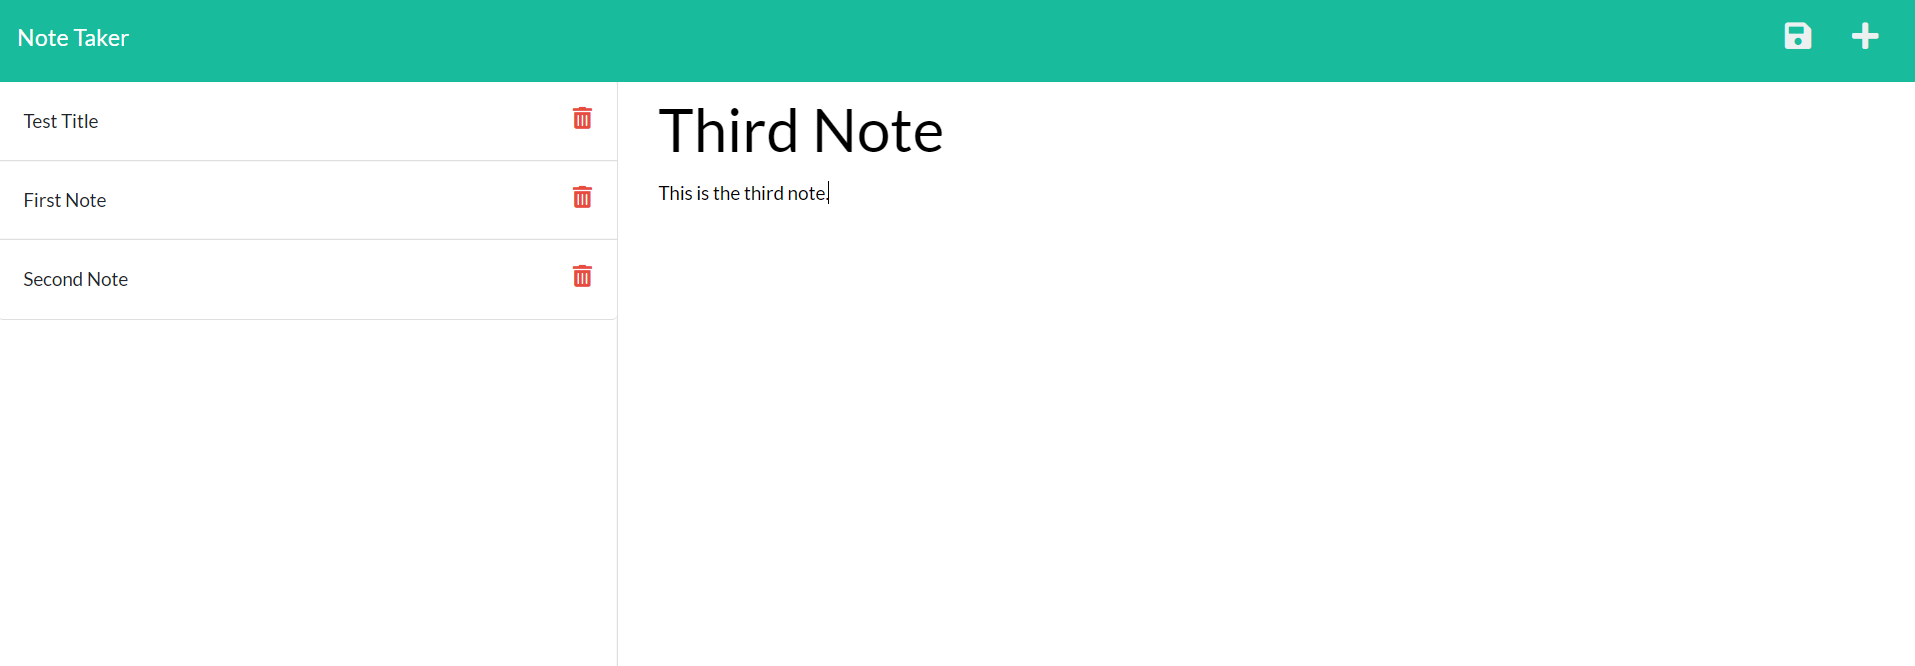 Note Taker
Test Title
First Note
Second Note
Third Note
This is the third note.